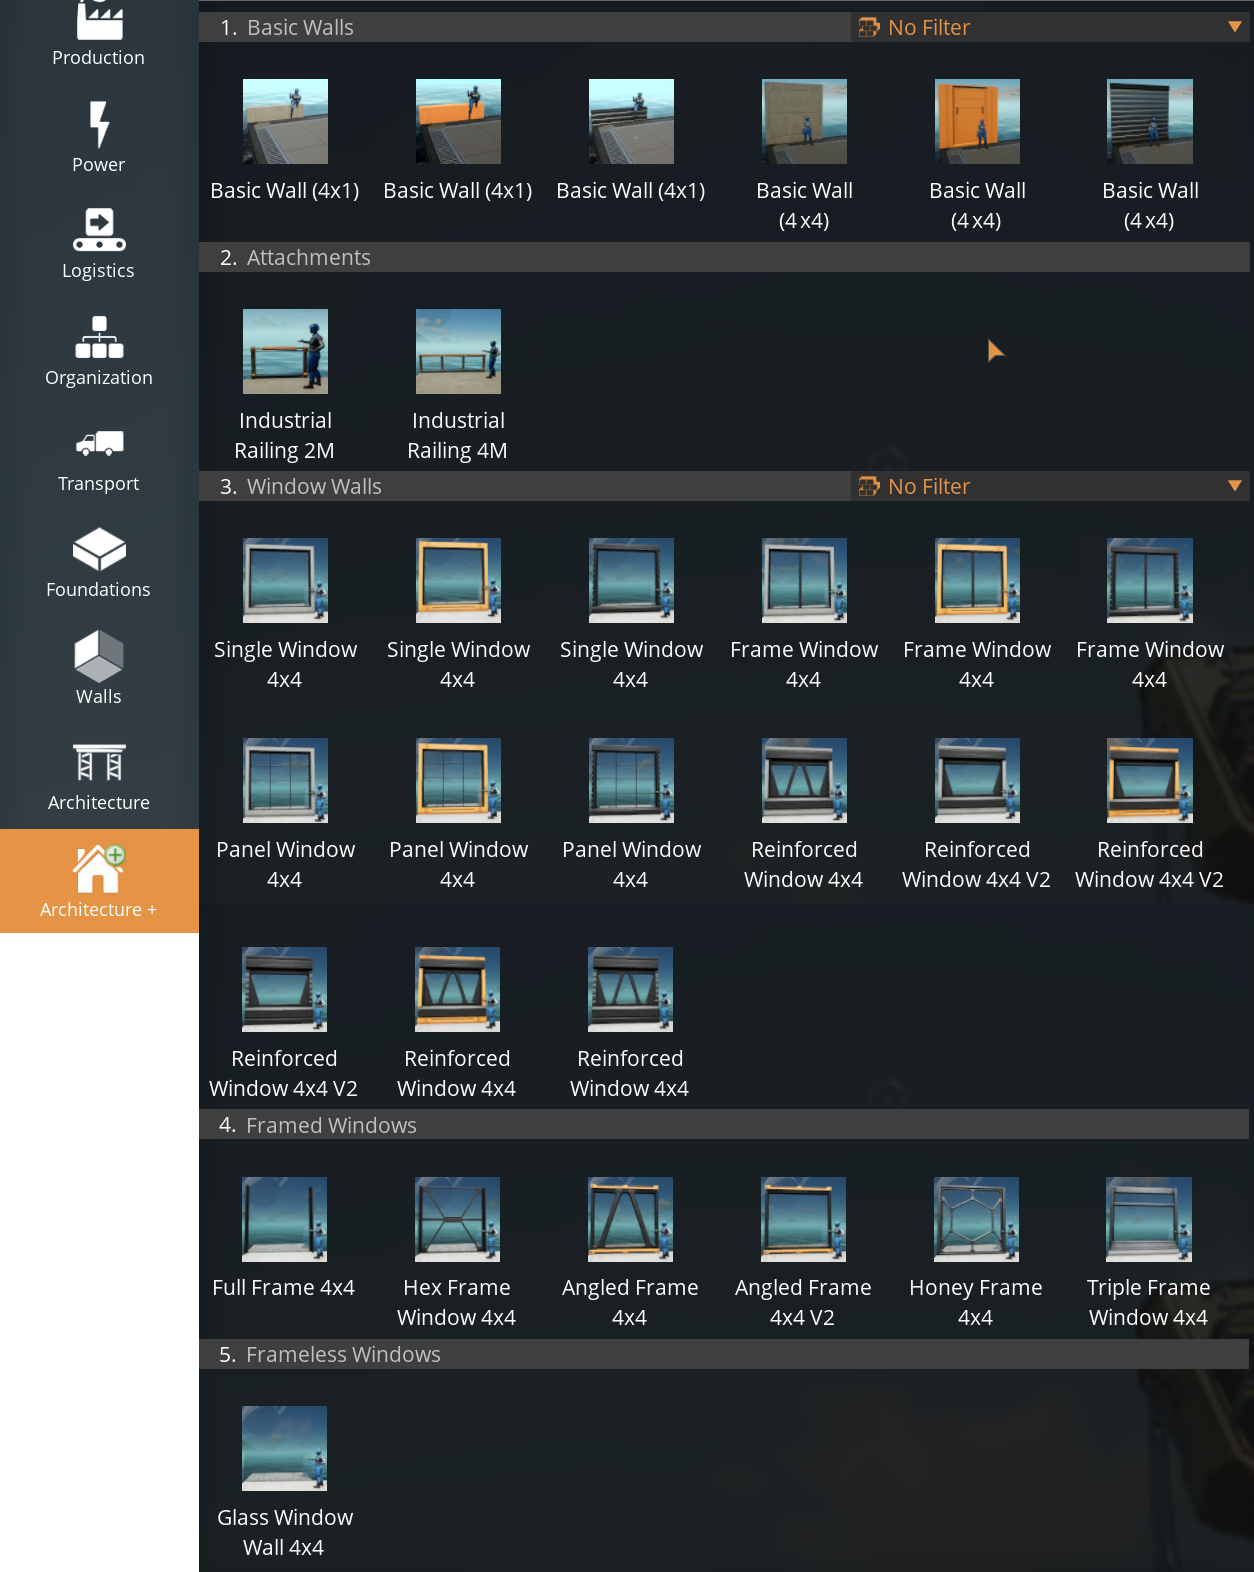 Production
Power
Logistics
Organization
Transport
Foundations
Walls
Architecture
Architecture +
1. Basic Walls
No Filter
Basic Wall (4x1)
Basic Wall (4x1)
Basic Wall (4x1)
Basic Wall
(4x4)
Basic Wall
(4x4)
Basic Wall
(4x4)
2. Attachments
Industrial
Railing 2M
Industrial
Railing 4M
3. Window Walls
No Filter
Single Window
4x4
Single Window
4x4
Single Window
4x4
Frame Window
4x4
Frame Window
4x4
Frame Window
4x4
Panel Window
4x4
Panel Window
4x4
Panel Window
4x4
Reinforced
Window 4x4
Reinforced
Window 4x4 V2
Reinforced
Window 4x4 V2
Reinforced
Window 4x4 V2
Reinforced
Window 4x4
Reinforced
Window 4x4
4. Framed Windows
Full Frame 4x4
Hex Frame
Window 4x4
Angled Frame
4x4
Angled Frame
4x4 V2
Honey Frame
4x4
Triple Frame
Window 4x4
5. Frameless Windows
Glass Window
Wall 4x4